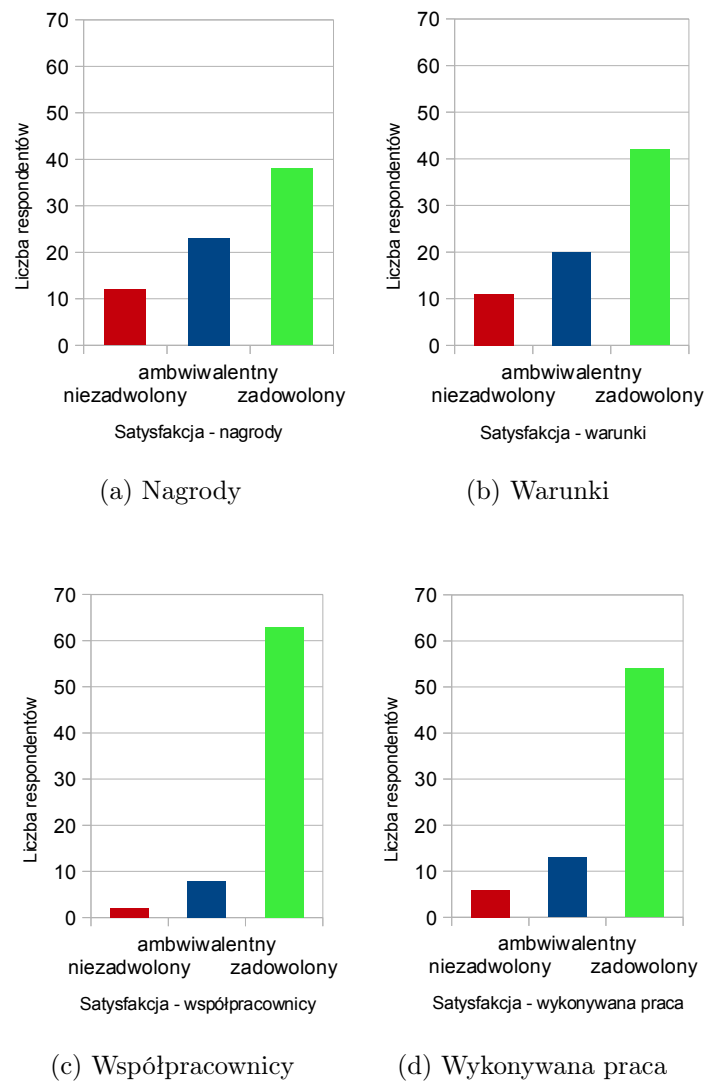 70
60
50
40
30
20
10
0
Liczba respondentów
ambwiwalentny
niezadwolony zadowolony
Satysfakcja - nagrody
(a) Nagrody
70
60
50
40
30
20
10
0
Liczba respondentów
ambwiwalentny
niezadwolony zadowolony
Satysfakcja - warunki
(b) Warunki
70
60
50
40
30
20
10
0
Liczba respondentów
ambwiwalentny
niezadwolony zadowolony
Satysfakcja - współpracownicy
(c) Współpracownicy
70
60
50
40
30
20
10
0
Liczba respondentów
ambwiwalentny
niezadwolony zadowolony
Satysfakcja - wykonywana praca
(d) Wykonywana praca